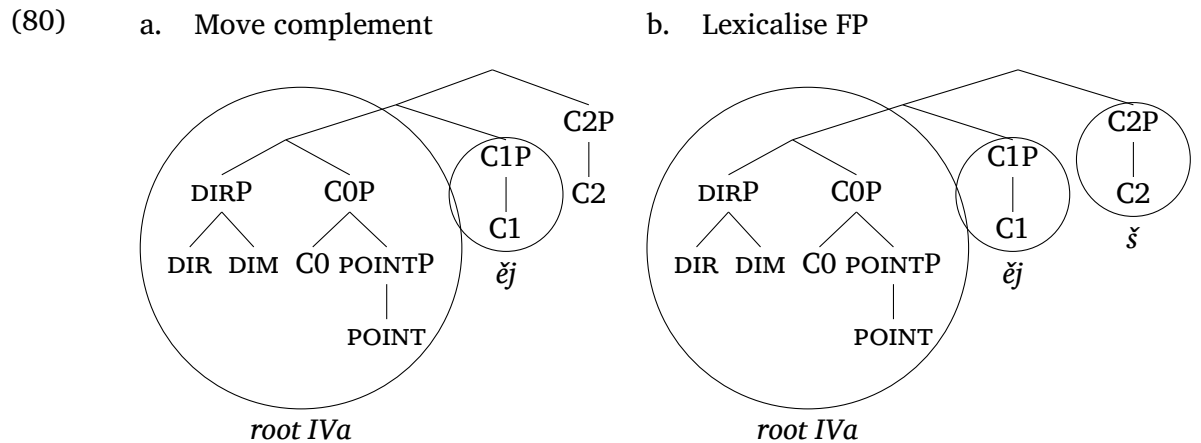 (80) a. Move complement b. Lexicalise FP
C2P C2P
C1P C1P
DIRP C0P C2 DIRP C0P C2
C1 C1 š
DIR DIM C0 POINTP ěj DIR DIM C0 POINTP ěj
POINT POINT
root IVa root IVa